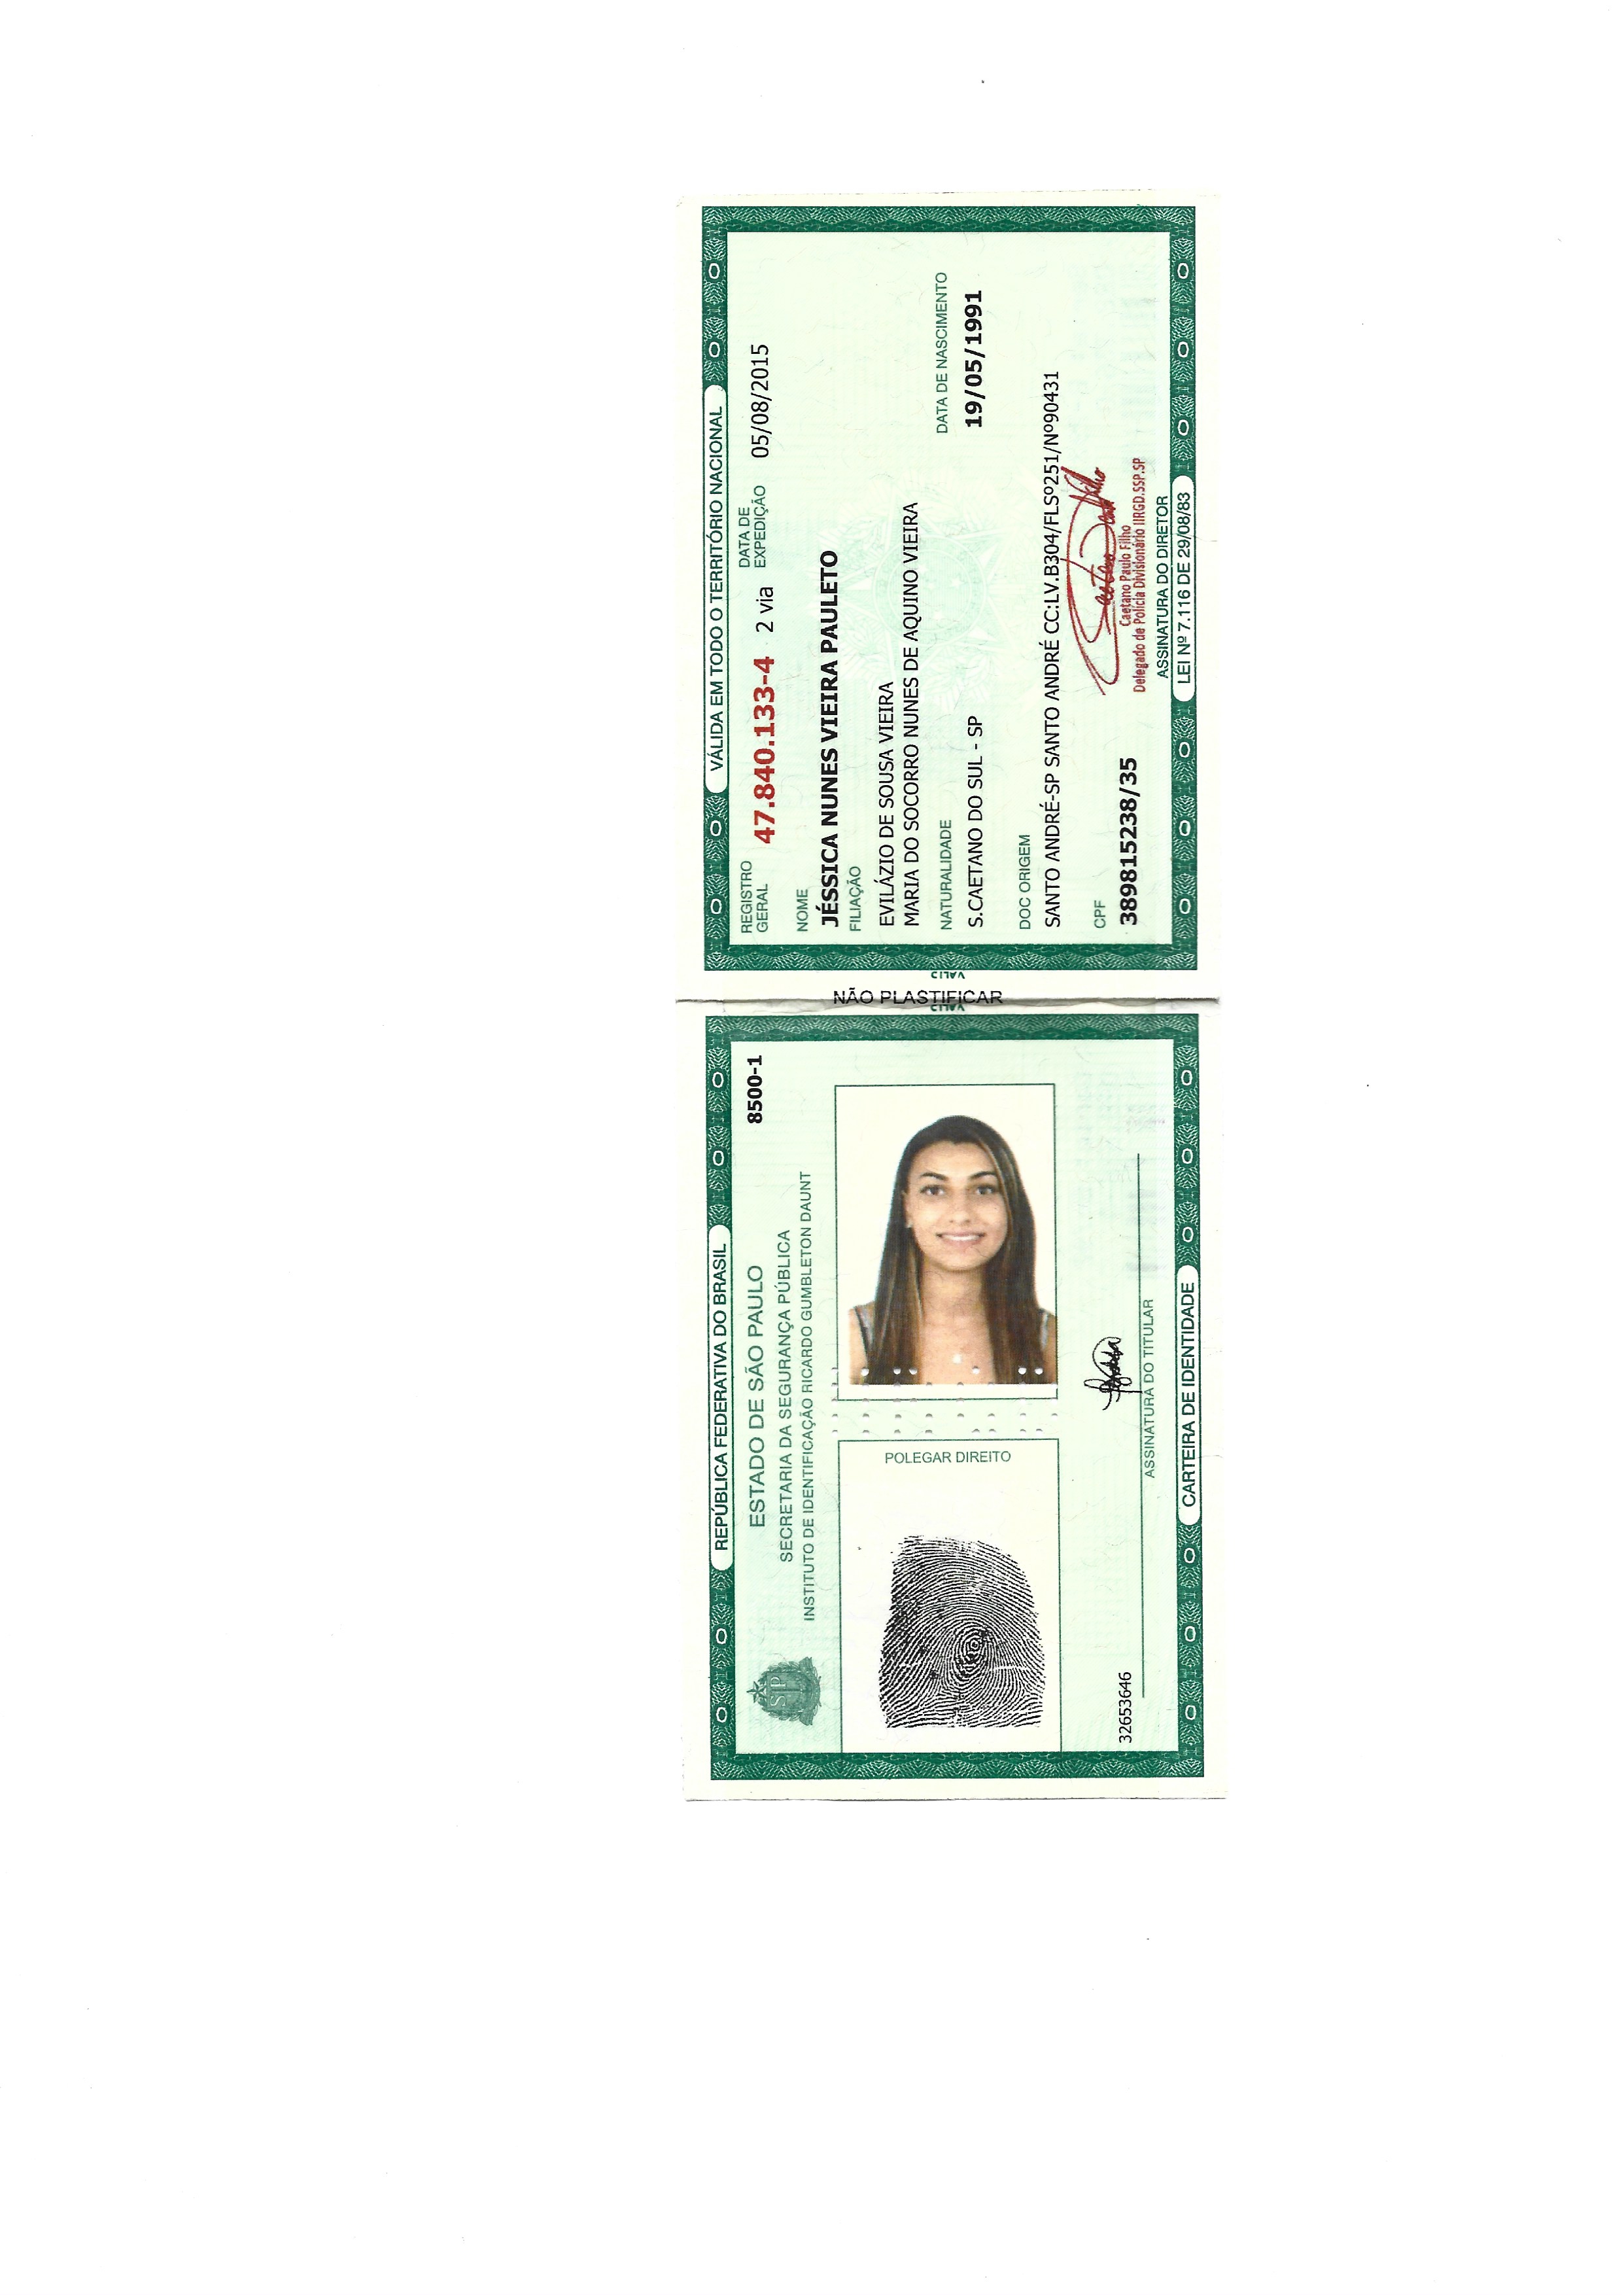 VÁLIDA EM TODO O TERRITÓRIO NACIONAL
REGISTRO GERAL 47.840.133-4 2 via DATA DE EXPEDIÇÃO 05/08/2015
NOME
JÉSSICA NUNES VIEIRA PAULETO
FILIAÇÃO
EVILÁZIO DE SOUSA VIEIRA
MARIA DO SOCORRO NUNES DE AQUINO VIEIRA
NATURALIDADE DATA DE NASCIMENTO
S.CAETANO DO SUL - SP 19/05/1991
DOC ORIGEM
SANTO ANDRÉ-SP SANTO ANDRÉ CC:LV.B304/FLSº251/Nº90431
CPF
389815238/35
Caetano Paulo Filho
Delegado de Polícia Divisionário IIRGD.SSP.SP
ASSINATURA DO DIRETOR
LEI Nº 7.116 DE 29/08/83
NÃO PLASTIFICAR
REPÚBLICA FEDERATIVA DO BRASIL
8500-1
ESTADO DE SÃO PAULO
SECRETARIA DA SEGURANÇA PÚBLICA
INSTITUTO DE IDENTIFICAÇÃO RICARDO GUMBLETON DAUNT
POLEGAR DIREITO
32653646
ASSINATURA DO TITULAR
CARTEIRA DE IDENTIDADE